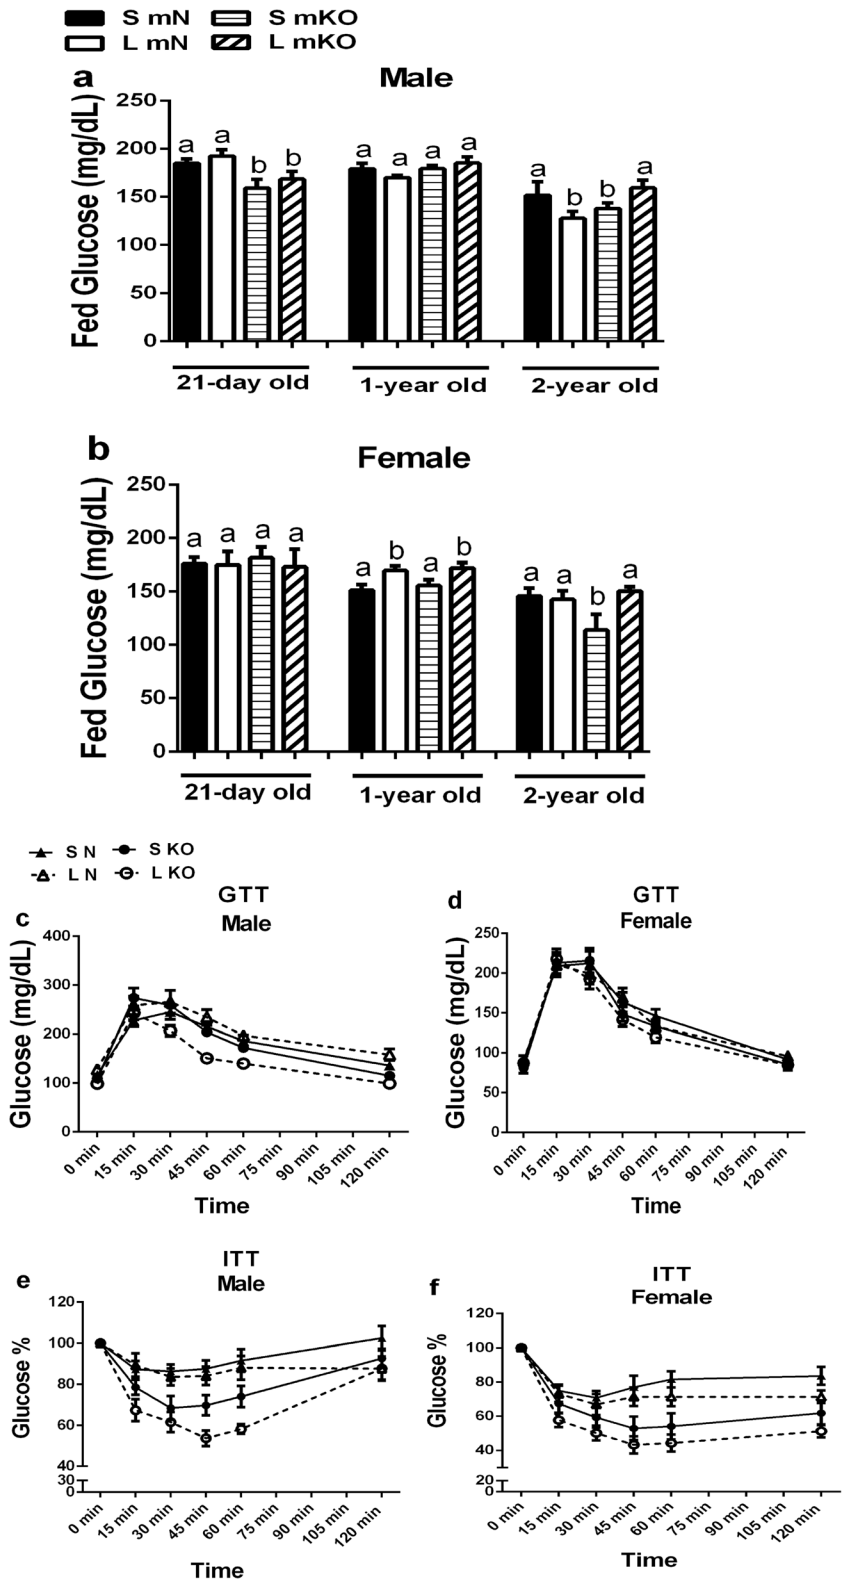 S mN S mKO
L mN L mKO
a Male
Fed Glucose (mg/dL)
250
200
150
100
50
0
a a b b a a a a a b b a
21-day old 1-year old 2-year old
b Female
Fed Glucose (mg/dL)
250
200
150
100
50
0
a a a a a b a b a a b a
21-day old 1-year old 2-year old
S N S KO
L N L KO
c GTT
Male
Glucose (mg/dL)
400
300
200
100
0
0 min 15 min 30 min 45 min 60 min 75 min 90 min 105 min 120 min
Time
d GTT
Female
Glucose (mg/dL)
250
200
150
100
50
0
0 min 15 min 30 min 45 min 60 min 75 min 90 min 105 min 120 min
Time
e ITT
Male
Glucose %
120
100
80
60
40
30
0
0 min 15 min 30 min 45 min 60 min 75 min 90 min 105 min 120 min
Time
f ITT
Female
Glucose %
120
100
80
60
40
20
0
0 min 15 min 30 min 45 min 60 min 75 min 90 min 105 min 120 min
Time